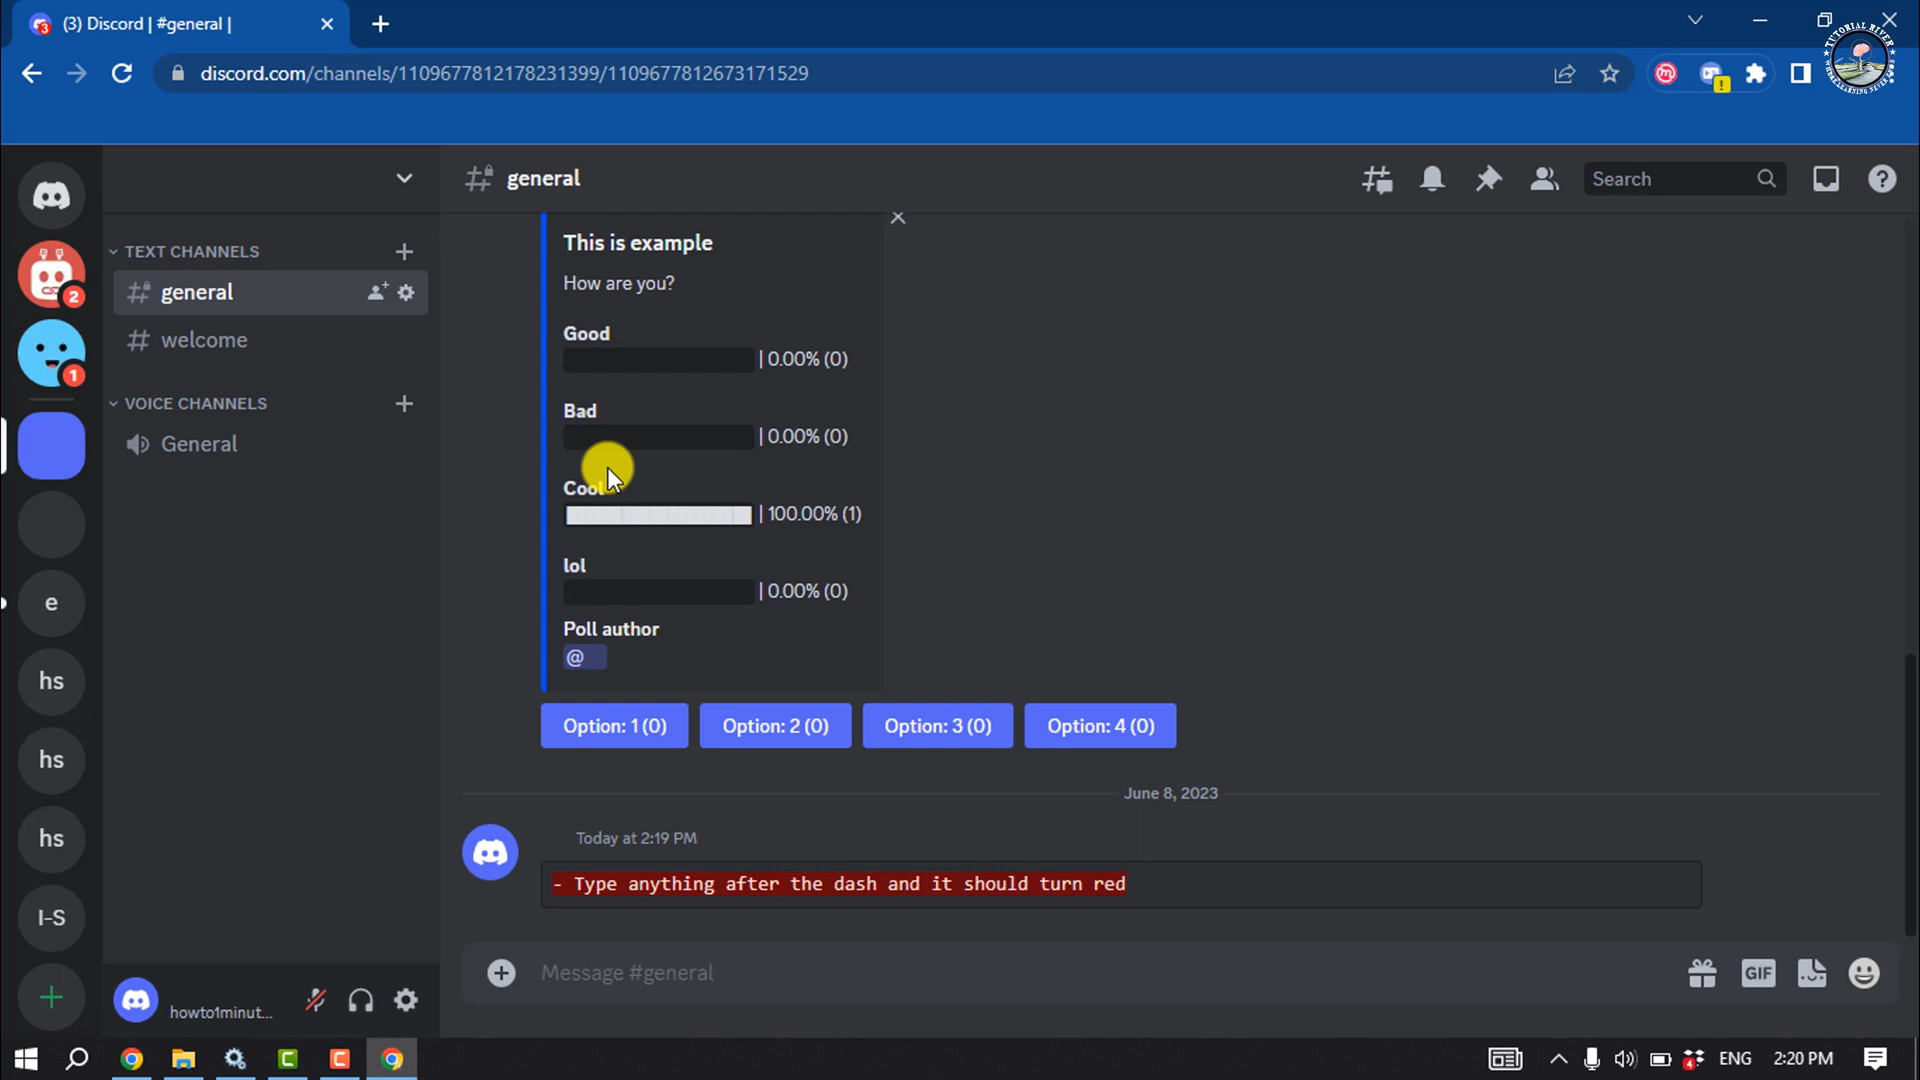 (3) Discord | #general |
discord.com/channels/1109677812178231399/1109677812673171529
TUTORIAL RIVER
general
Search
TEXT CHANNELS
general
welcome
VOICE CHANNELS
General
2
1
e
hs
hs
hs
I-S
This is example
How are you?
Good
| 0.00% (0)
Bad
| 0.00% (0)
Cool
| 100.00% (1)
lol
| 0.00% (0)
Poll author
@
Option: 1 (0) Option: 2 (0) Option: 3 (0) Option: 4 (0)
June 8, 2023
Today at 2:19 PM
- Type anything after the dash and it should turn red
Message #general
GIF
howto1minut...
ENG 2:20 PM